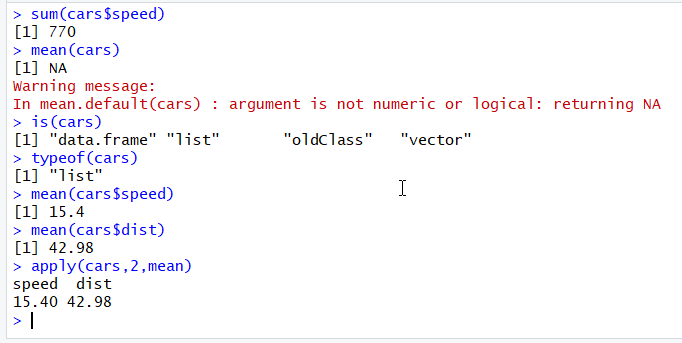 > sum(cars$speed)
[1] 770
> mean(cars)
[1] NA
Warning message:
In mean.default(cars) : argument is not numeric or logical: returning NA
> is(cars)
[1] "data.frame" "list"       "oldClass"   "vector"
> typeof(cars)
[1] "list"
> mean(cars$speed)
[1] 15.4
> mean(cars$dist)
[1] 42.98
> apply(cars,2,mean)
speed  dist
15.40 42.98
>